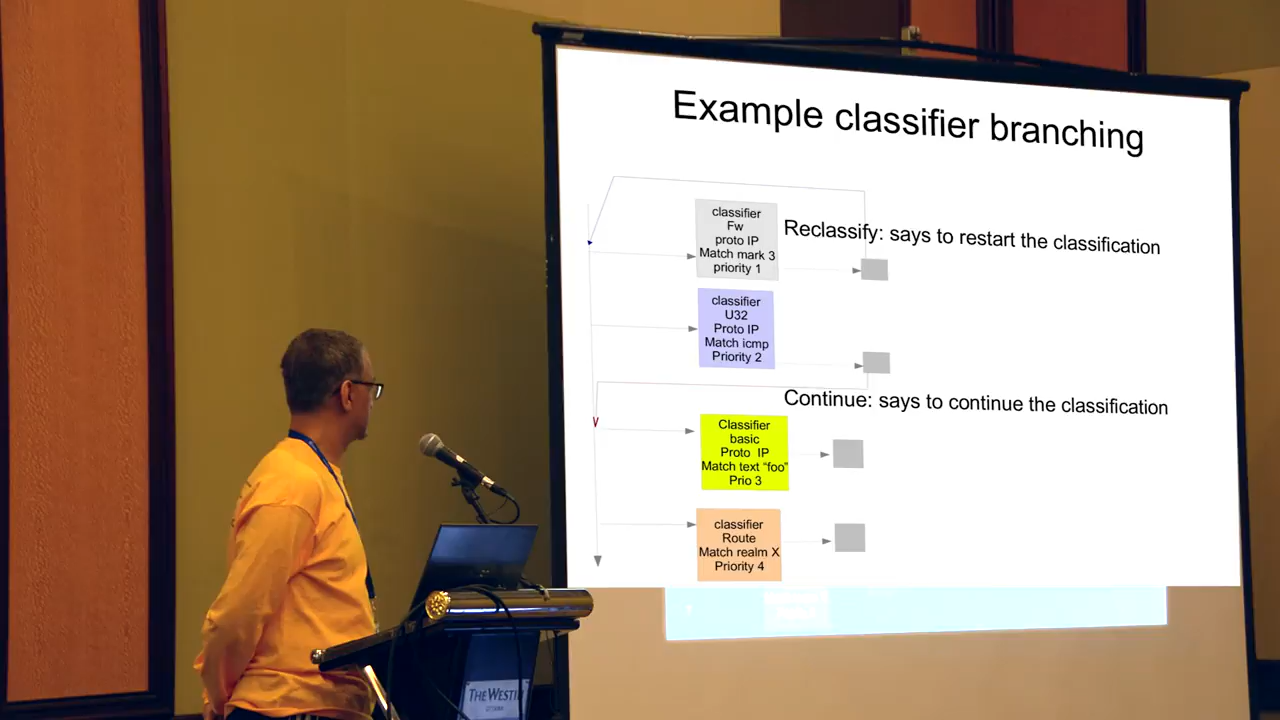 Example classifier branching
classifier
Fw
proto IP
Match mark 3
priority 1
Reclassify: says to restart the classification
classifier
U32
Proto IP
Match icmp
Priority 2
Continue: says to continue the classification
Classifier
basic
Proto IP
Match text “foo”
Prio 3
classifier
Route
Match realm X
Priority 4
THE WESTIN